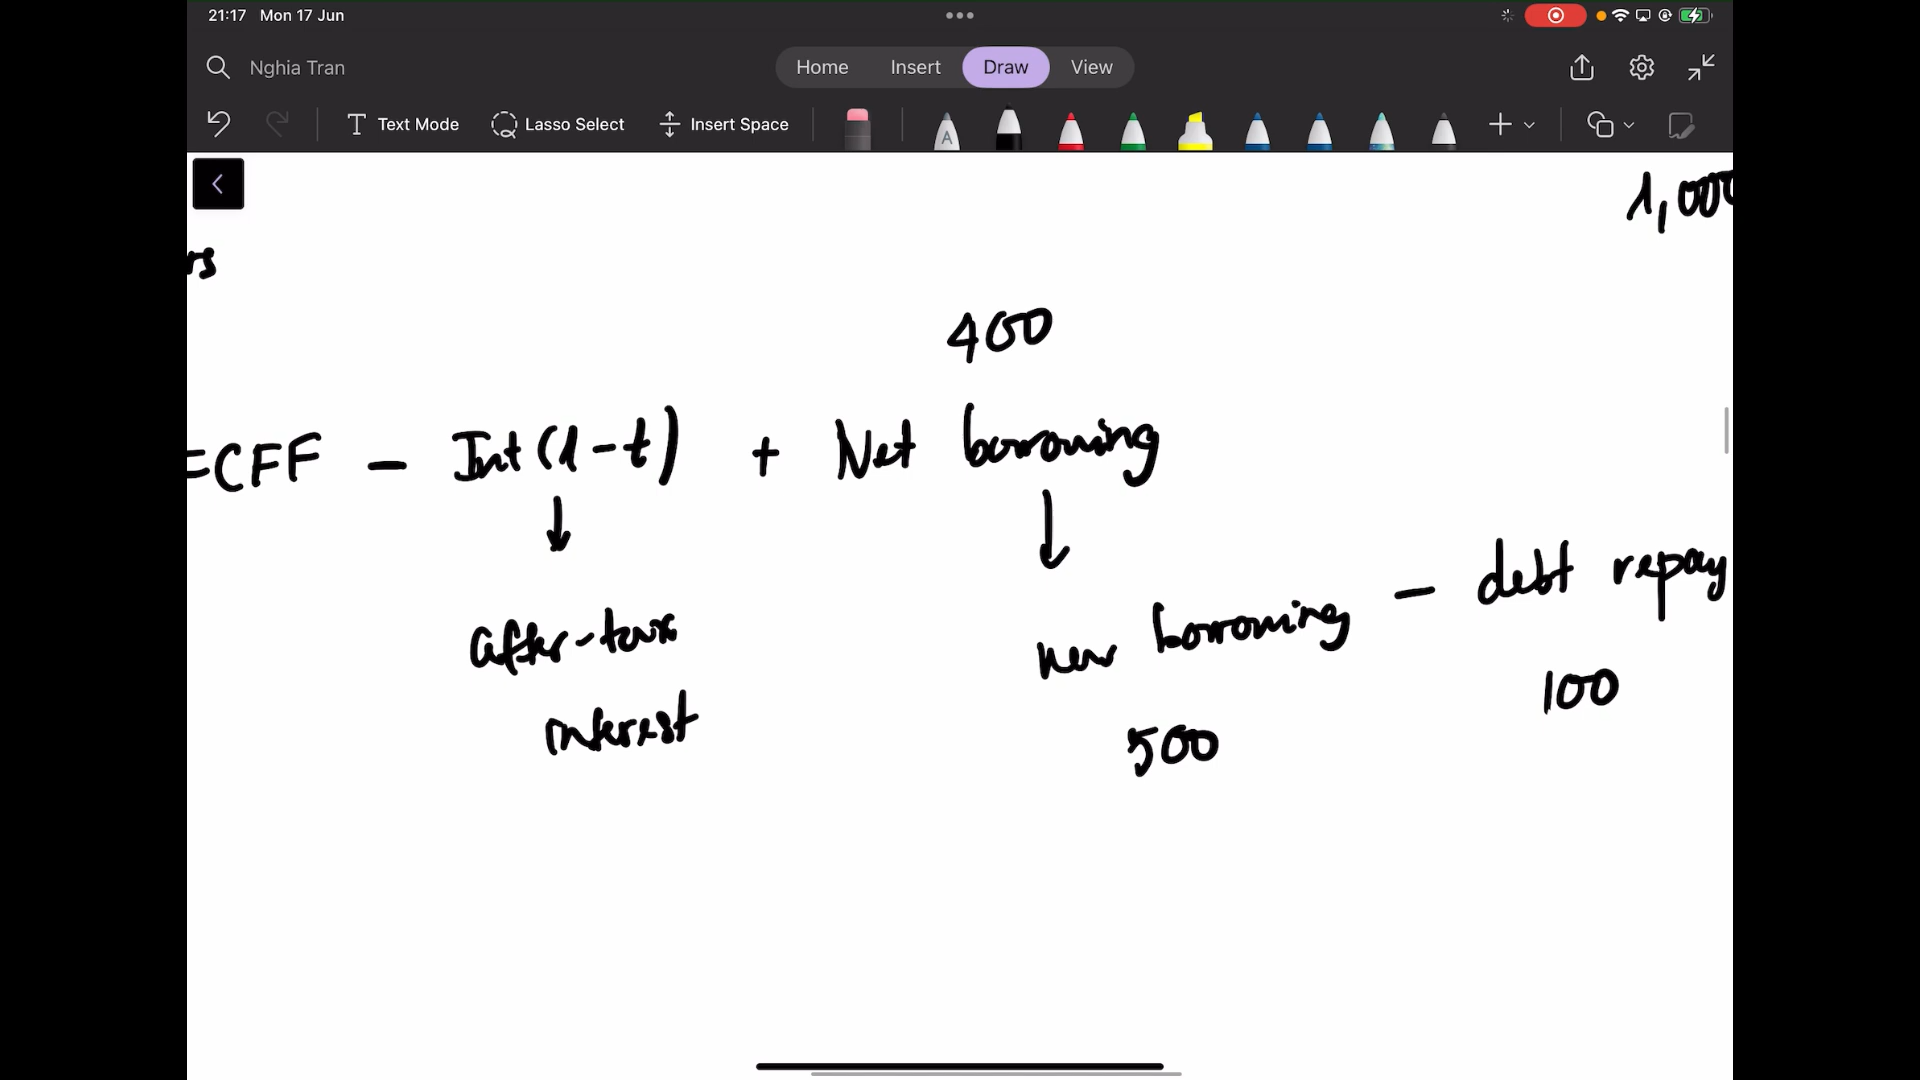 21:17 Mon 17 Jun
Nghia Tran Home Insert Draw View
Text Mode Lasso Select Insert Space A
1,000
rs
400
=CFF - Int(1-t) + Net borrowing
after-tax interest
new borrowing - debt repay
500 100